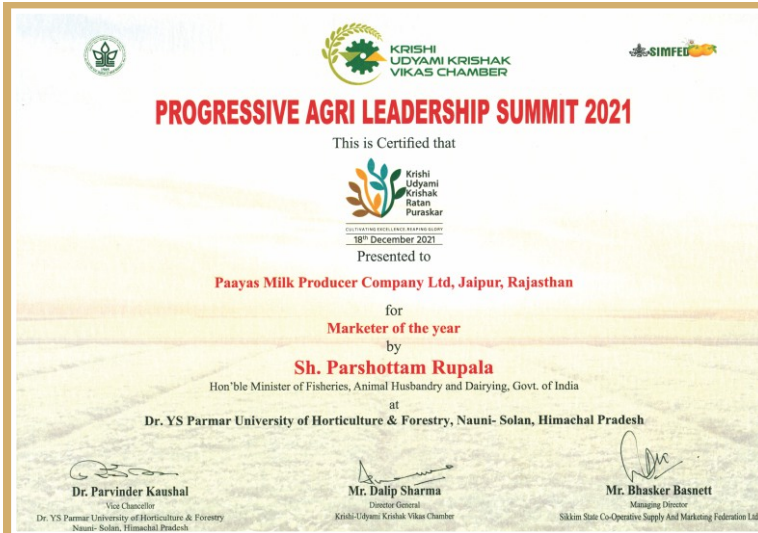 KRISHI
UDYAMI KRISHAK
VIKAS CHAMBER
SIMFED
PROGRESSIVE AGRI LEADERSHIP SUMMIT 2021
This is Certified that
Krishi
Udyami
Krishak
Ratan
Puraskar
CULTIVATING EXCELLENCE REAPING GLORY
18th December 2021
Presented to
Paayas Milk Producer Company Ltd, Jaipur, Rajasthan
for
Marketer of the year
by
Sh. Parshottam Rupala
Hon'ble Minister of Fisheries, Animal Husbandry and Dairying, Govt. of India
at
Dr. YS Parmar University of Horticulture & Forestry, Nauni- Solan, Himachal Pradesh
Dr. Parvinder Kaushal
Vice Chancellor
Dr. YS Parmar University of Horticulture & Forestry
Nauni- Solan, Himachal Pradesh
Mr. Dalip Sharma
Director General
Krishi-Udyami Krishak Vikas Chamber
Mr. Bhasker Basnett
Managing Director
Sikkim State Co-Operative Supply And Marketing Federation Ltd